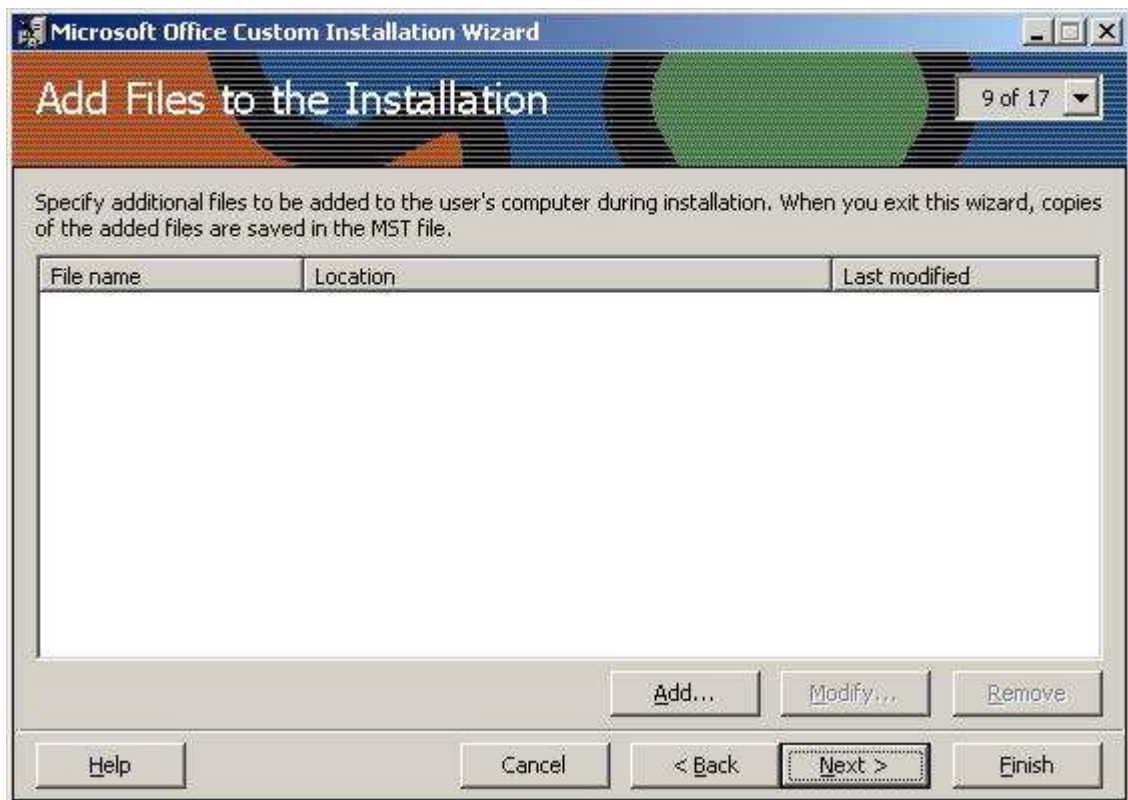 Microsoft Office Custom Installation Wizard
Add Files to the Installation
9 of 17
Specify additional files to be added to the user's computer during installation. When you exit this wizard, copies
of the added files are saved in the MST file.
File name Location Last modified
Add... Modify... Remove
Help Cancel < Back Next > Finish